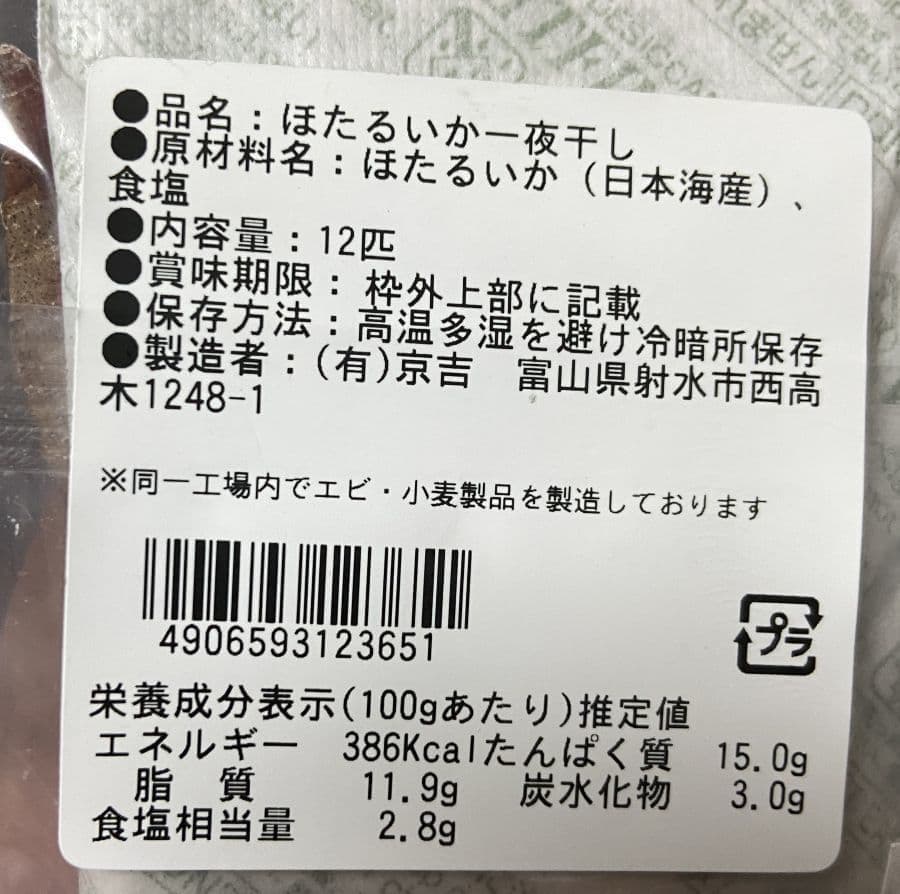 ●品名：ほたるいか一夜干し
●原材料名：ほたるいか（日本海産）、
食塩
●内容量：12匹
●賞味期限：枠外上部に記載
●保存方法：高温多湿を避け冷暗所保存
●製造者：(有)京吉　富山県射水市西高
木1248-1
※同一工場内でエビ・小麦製品を製造しております
4906593123651
プラ
栄養成分表示(100gあたり)推定値
エネルギー　386Kcalたんぱく質　15.0g
脂　質　11.9g　炭水化物　3.0g
食塩相当量　2.8g